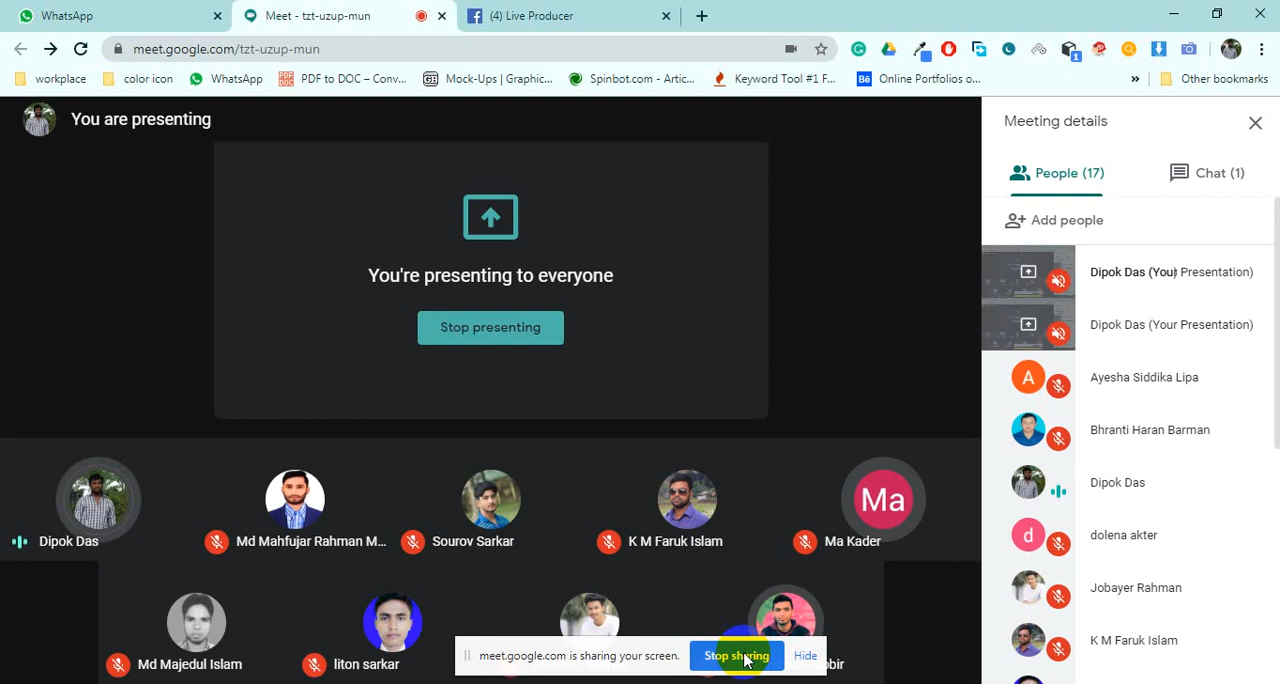 WhatsApp
Meet - tzt-uzup-mun
(4) Live Producer
meet.google.com/tzt-uzup-mun
1
workplace
color icon
WhatsApp
PDF to DOC – Conv...
Mock-Ups | Graphic...
Spinbot.com - Artic...
Keyword Tool #1 F...
Bē
Online Portfolios o...
»
Other bookmarks
You are presenting
Meeting details
People (17)
Chat (1)
Add people
You're presenting to everyone
Stop presenting
Dipok Das (Your Presentation)
Dipok Das (Your Presentation)
A
Ayesha Siddika Lipa
Bhranti Haran Barman
Dipok Das
d
dolena akter
Jobayer Rahman
K M Faruk Islam
Ma
Dipok Das
Md Mahfujar Rahman M...
Sourov Sarkar
K M Faruk Islam
Ma Kader
Md Majedul Islam
liton sarkar
meet.google.com is sharing your screen.
Stop sharing
Hide